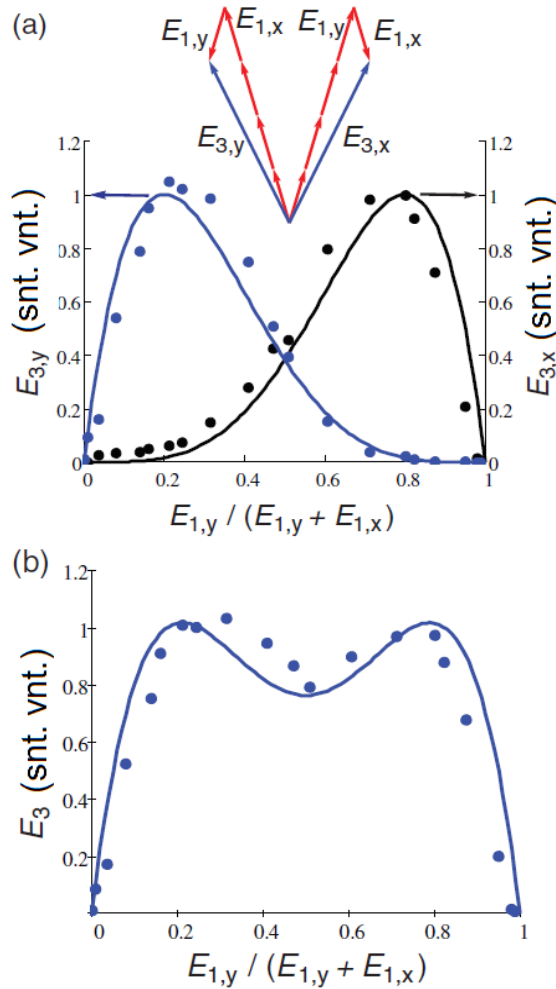 (a)
E1,y E1,x E1,y E1,x
E3,y E3,x
1.2 1.2
1 1
0.8 0.8
0.6 0.6
0.4 0.4
0.2 0.2
0 0
E3,y (snt. vnt.)
E3,x (snt. vnt.)
0 0.2 0.4 0.6 0.8 1
E1,y / (E1,y + E1,x)
(b)
1.2
1
0.8
0.6
0.4
0.2
E3 (snt. vnt.)
0 0.2 0.4 0.6 0.8 1
E1,y / (E1,y + E1,x)